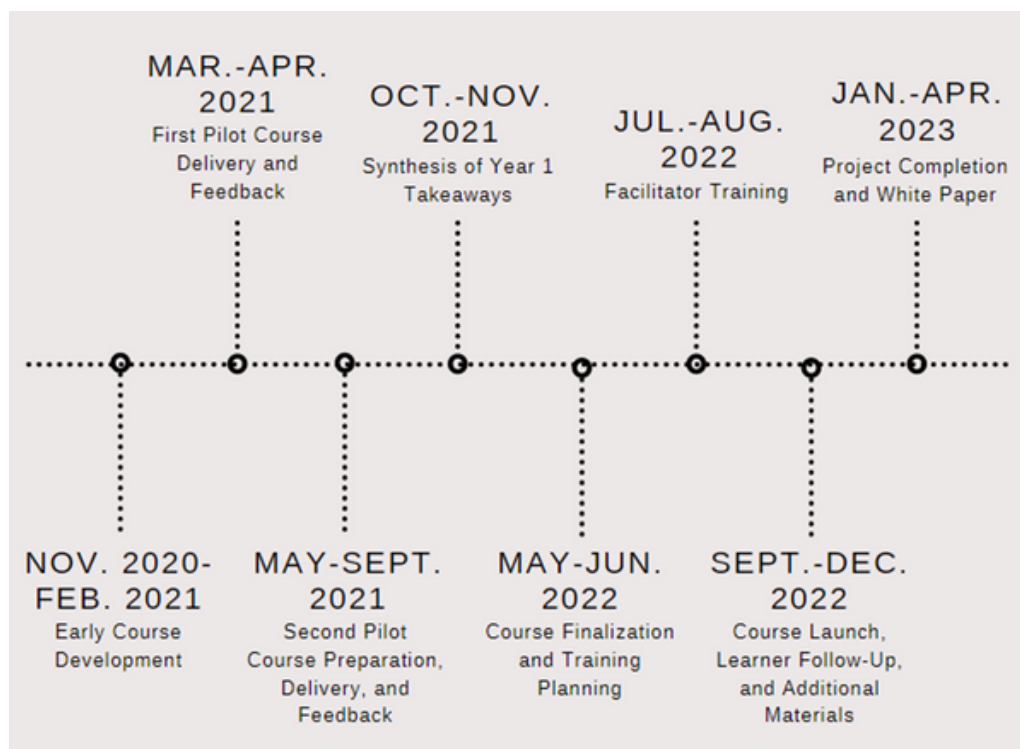 MAR.-APR.
2021
First Pilot Course
Delivery and
Feedback
OCT.-NOV.
2021
Synthesis of Year 1
Takeaways
JUL.-AUG.
2022
Facilitator Training
JAN.-APR.
2023
Project Completion
and White Paper
NOV. 2020-
FEB. 2021
Early Course
Development
MAY-SEPT.
2021
Second Pilot
Course Preparation,
Delivery, and
Feedback
MAY-JUN.
2022
Course Finalization
and Training
Planning
SEPT.-DEC.
2022
Course Launch,
Learner Follow-Up,
and Additional
Materials